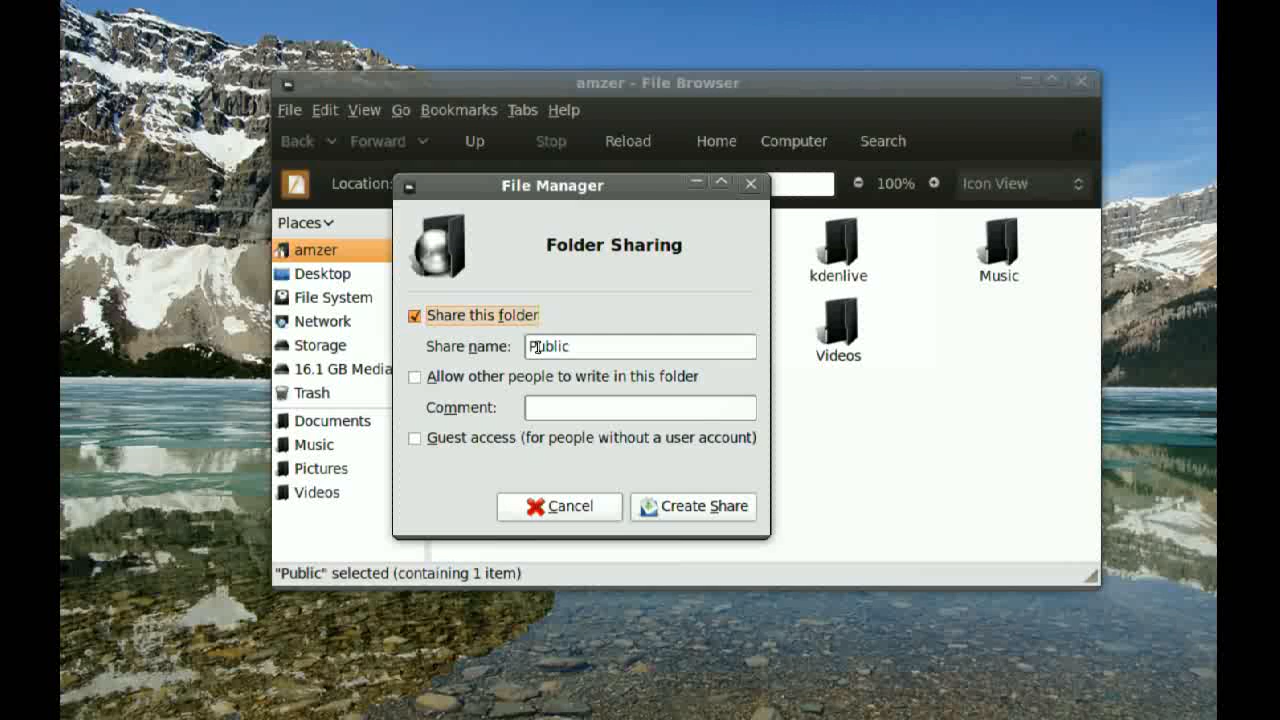 amzer - File Browser
File Edit View Go Bookmarks Tabs Help
Back Forward Up Stop Reload Home Computer Search
Location: 100% Icon View
File Manager
Places
amzer
Desktop
File System
Network
Storage
16.1 GB Media
Trash
Documents
Music
Pictures
Videos
Folder Sharing
Share this folder
Share name: Public
Allow other people to write in this folder
Comment:
Guest access (for people without a user account)
Cancel Create Share
kdenlive Music
Videos
"Public" selected (containing 1 item)